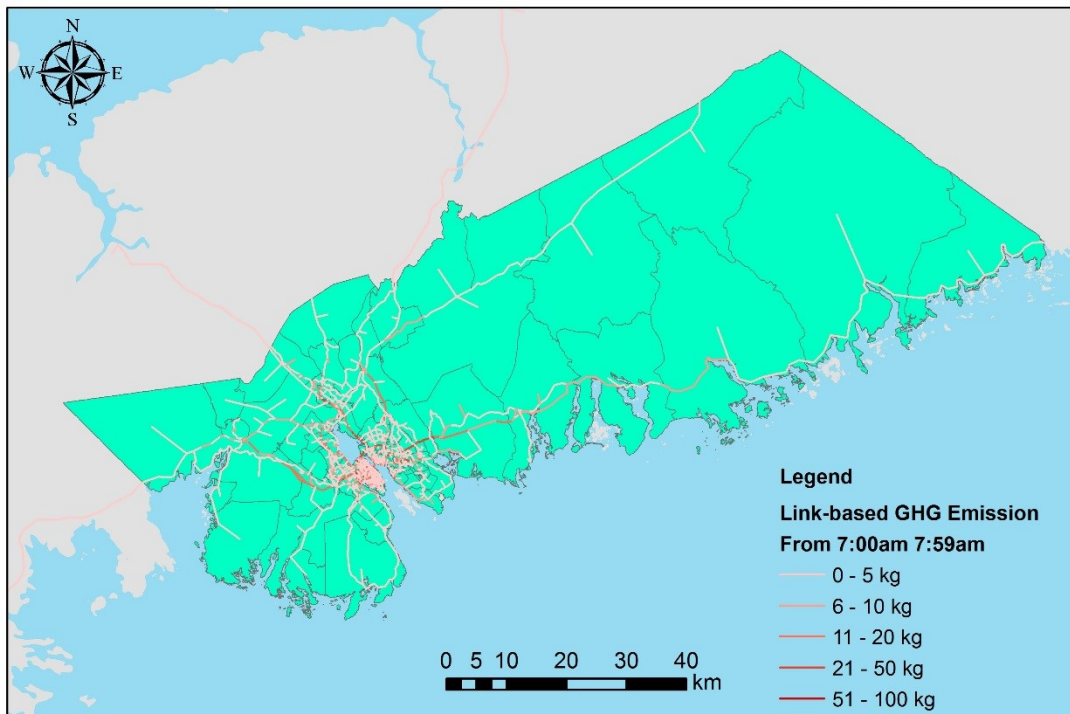 N
W E
S
Legend
Link-based GHG Emission
From 7:00am 7:59am
0 - 5 kg
6 - 10 kg
11 - 20 kg
21 - 50 kg
51 - 100 kg
0 5 10 20 30 40
km